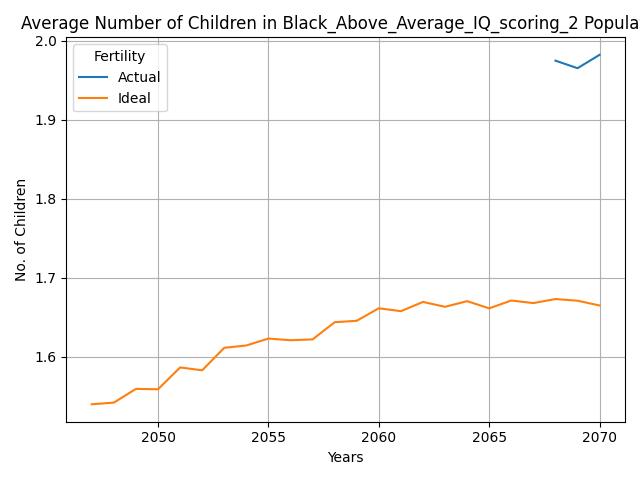 Average Number of Children in Black_Above_Average_IQ_scoring_2 Popula
Fertility
Actual
Ideal
2.0
1.9
1.8
1.7
1.6
No. of Children
2050 2055 2060 2065 2070
Years